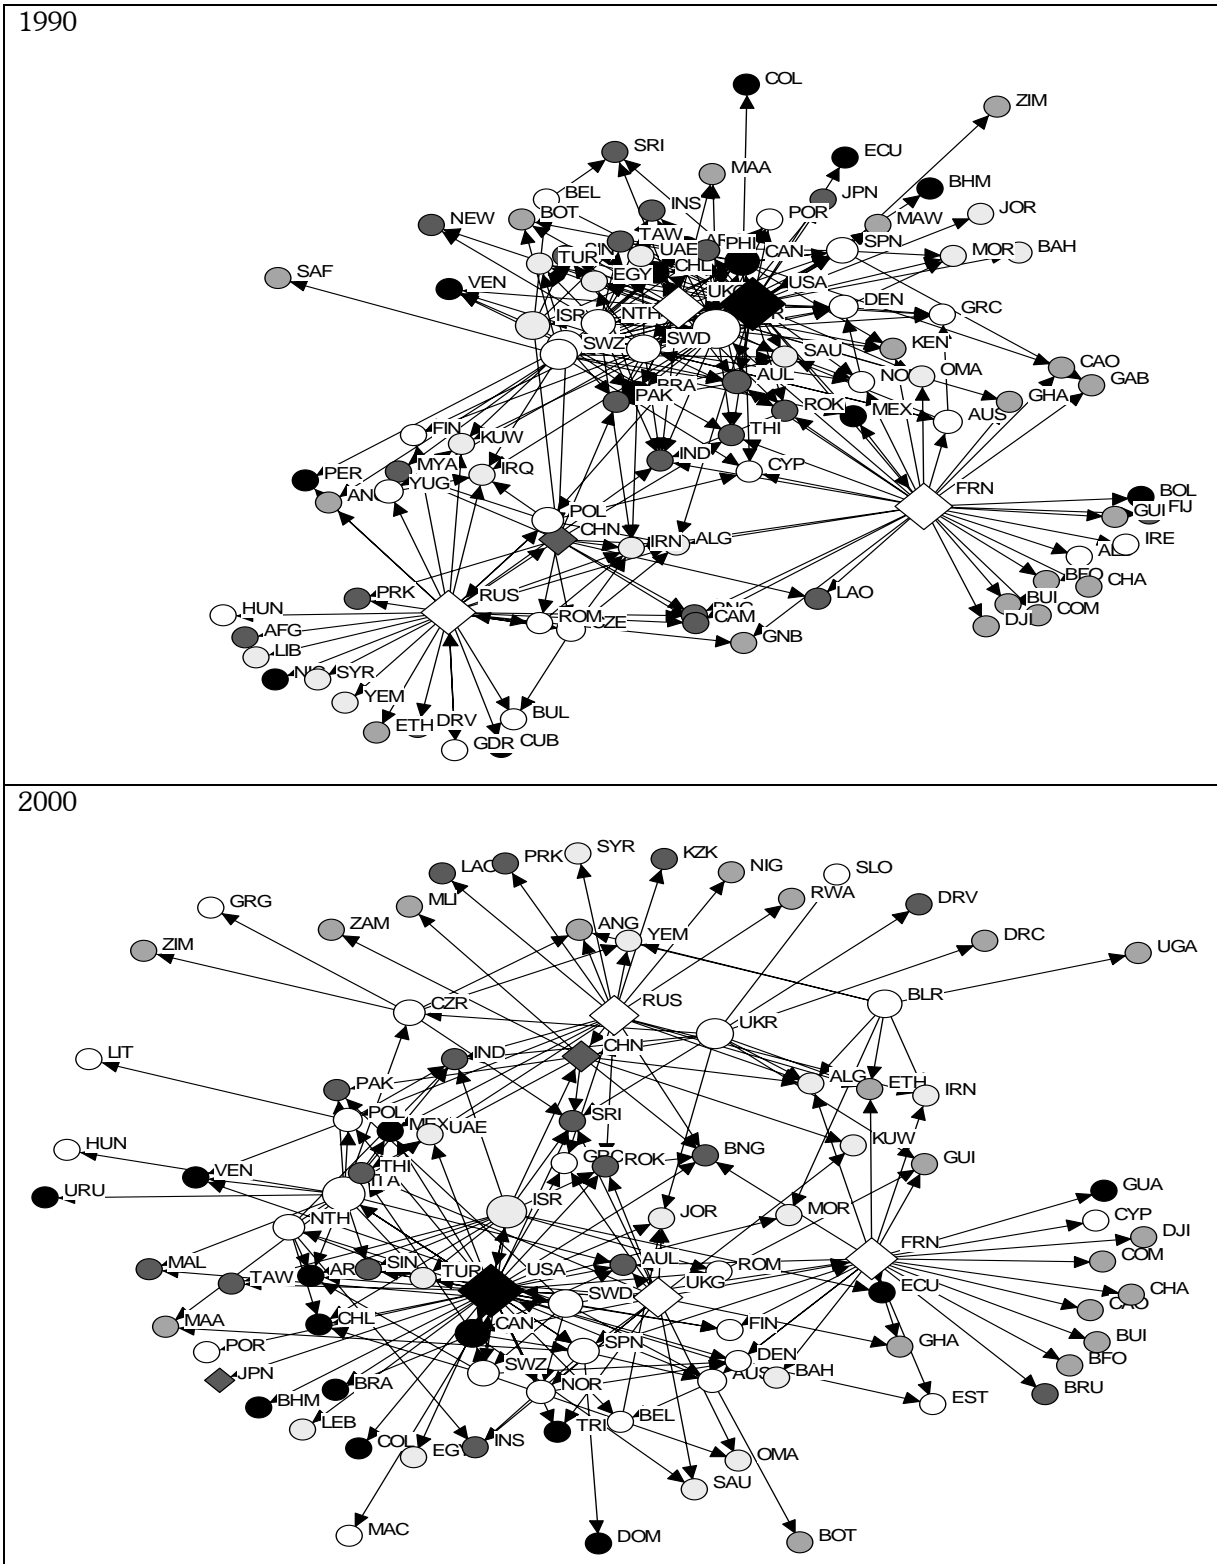 1990
COL
ZIM
SRI
ECU
MAA
BEL
JPN
BHM
INS
POR
JOR
NEW
BOT
MAW
TAW
PHI
SPN
UAE
CAN
MOR
BAH
TUR
CHL
SAF
EGY
USA
VEN
DEN
ISR
NTH
GRC
SWZ
SWD
KEN
SAU
OMA
CAO
AUL
GAB
BRA
PAK
GHA
ROK
MEX
AUS
FIN
THI
KUW
IND
CYP
MYA
IRQ
PER
YUG
FRN
BOL
GUI
FIJ
POL
CHN
IRN
ALG
IRE
PRK
RUS
LAO
CHA
BUI
HUN
COM
ROM
CAM
DJI
AFG
GNB
LIB
SYR
YEM
ETH
DRV
BUL
GDR
CUB
2000
SYR
PRK
KZK
NIG
SLO
GRG
MLI
RWA
DRV
ZAM
ANG
YEM
DRC
ZIM
UGA
RUS
BLR
CZR
UKR
CHN
LIT
IND
ALG
ETH
PAK
IRN
POL
SRI
UAE
HUN
KUW
BNG
THI
ROK
GUI
VEN
URU
ISR
GUA
NTH
JOR
MOR
CYP
DJI
FRN
MAL
SIN
AUL
COM
TAW
TUR
USA
UKG
ROM
ECU
CHA
SWD
MAA
CHL
CAN
FIN
BUI
POR
SPN
GHA
SWZ
DEN
BFO
JPN
BRA
NOR
BAH
BRU
BHM
EST
LEB
TRI
BEL
COL
INS
OMA
SAU
MAC
DOM
BOT